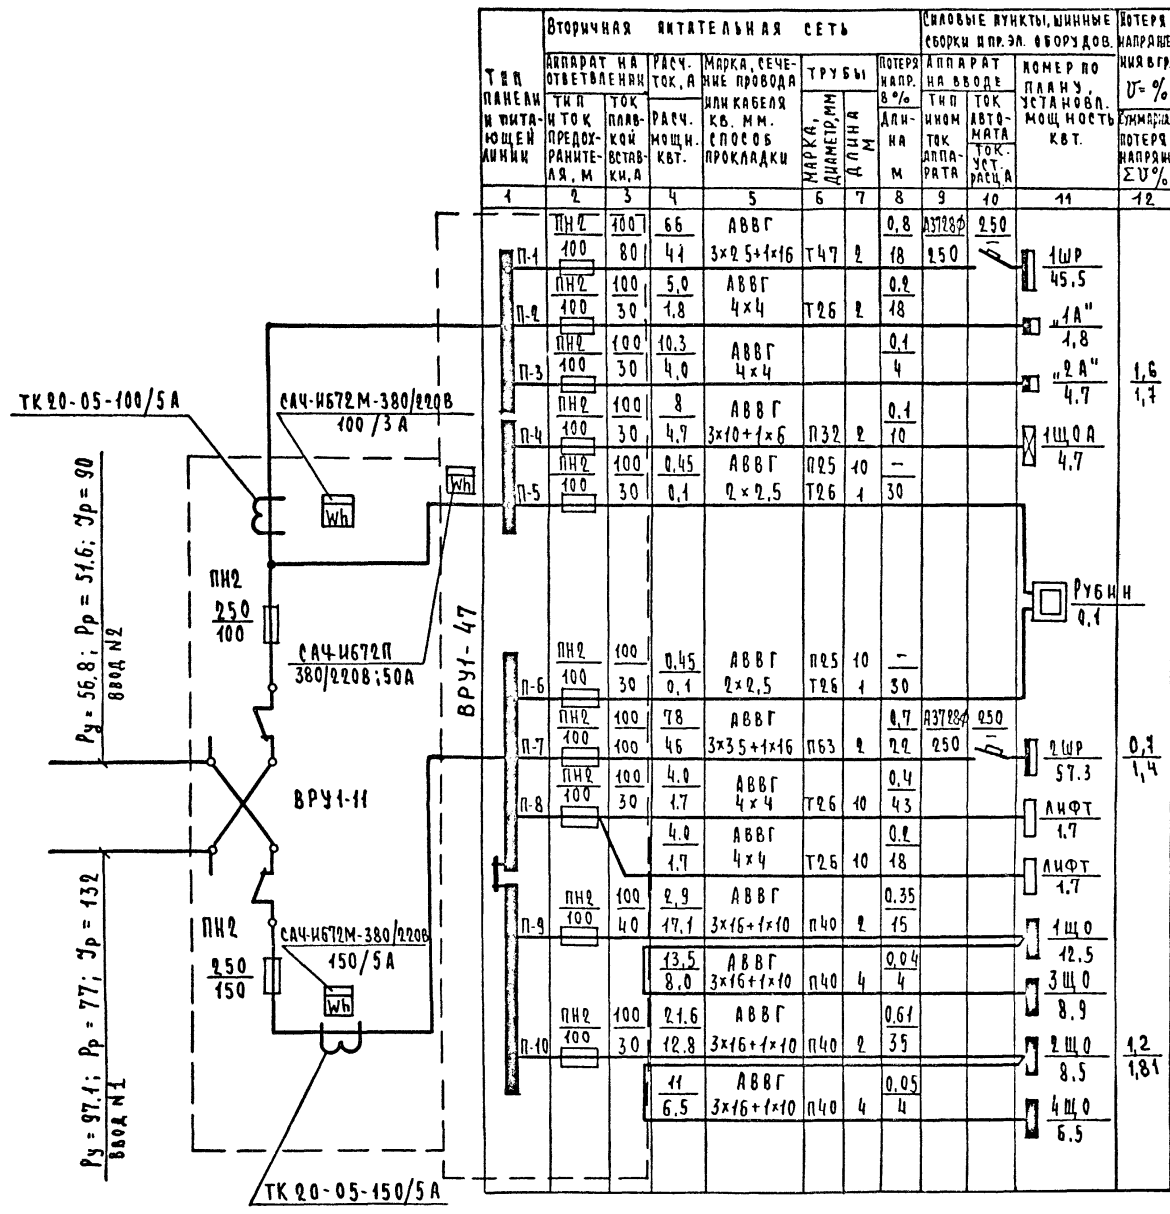 Вторичная питательная сеть
Силовые пункты, шинные сборки и пр. эл. оборудов.
Потеря напряжения в гр. U=%
Суммарная потеря напряж ΣU%
Тип панели и питающей линии
Аппарат на ответвлении
Тип и ток предохранителя, м
Ток плавкой вставки, А
Расч. ток, А
Расч. мощн. квт.
Марка, сечение провода или кабеля кв. мм. способ прокладки
Трубы
Марка, диаметр, мм
Длина м
Потеря напр. в %
Длина м
Аппарат на вводе
Тип ином ток аппарата
Ток автомата
Ток. уст. расц. А
Номер по плану, установл. мощность квт.
1 2 3 4 5 6 7 8 9 10 11 12
ПН2 100 66 АВВГ 0,8 А3728Ф 250
П-1 100 80 41 3×25+1×16 Т47 2 18 250 1ШР
45,5
ПН2 100 5,0 АВВГ 0,2
П-2 100 30 1,8 4×4 Т26 2 18 „1А"
1,8
ПН2 100 10,3 АВВГ 0,1
П-3 100 30 4,0 4×4 4 „2А"
4.7
1,6
1,7
ПН2 100 8 АВВГ 0,1
П-4 100 30 4,7 3×10+1×6 П32 2 10 1ЩОА
4,7
ПН2 100 0,45 АВВГ П25 10 –
П-5 100 30 0,1 2×2,5 Т26 1 30
Рубин
0,1
ПН2 100 0,45 АВВГ П25 10 –
П-6 100 30 0,1 2×2,5 Т26 1 30
ПН2 100 78 АВВГ 0,7 А3728Ф 250
П-7 100 100 46 3×35+1×16 П63 2 22 250 2ШР
57.3
0,7
1,4
ПН2 100 4.0 АВВГ 0,4
П-8 100 30 1.7 4×4 Т26 10 43 Лифт
1.7
4.0 АВВГ 0.2
1.7 4×4 Т26 10 18 Лифт
1.7
ПН2 100 2,9 АВВГ 0.35
П-9 100 40 17.1 3×16+1×10 П40 2 15 1ЩО
12.5
13,5 АВВГ 0,04
8.0 3×16+1×10 П40 4 4 3ЩО
8.9
ПН2 100 21.6 АВВГ 0.61
П-10 100 30 12.8 3×16+1×10 П40 2 35 2ЩО
8.5
1,2
1,81
11 АВВГ 0,05
6.5 3×16+1×10 П40 4 4 4ЩО
6.5
ТК20-05-100/5А
САЧ-И672М-380/220В
100/3А
Wh
Wh
ПН2
250
100
САЧ-И672П
380/220В; 50А
ВРУ1-47
Ру = 56,8; Рр = 51.6; Јр = 90
ввод N2
ВРУ1-11
Ру = 97.1; Рр = 77; Јр = 132
ввод N1
ПН2
250
150
САЧ-И672М-380/220В
150/5А
Wh
ТК20-05-150/5А